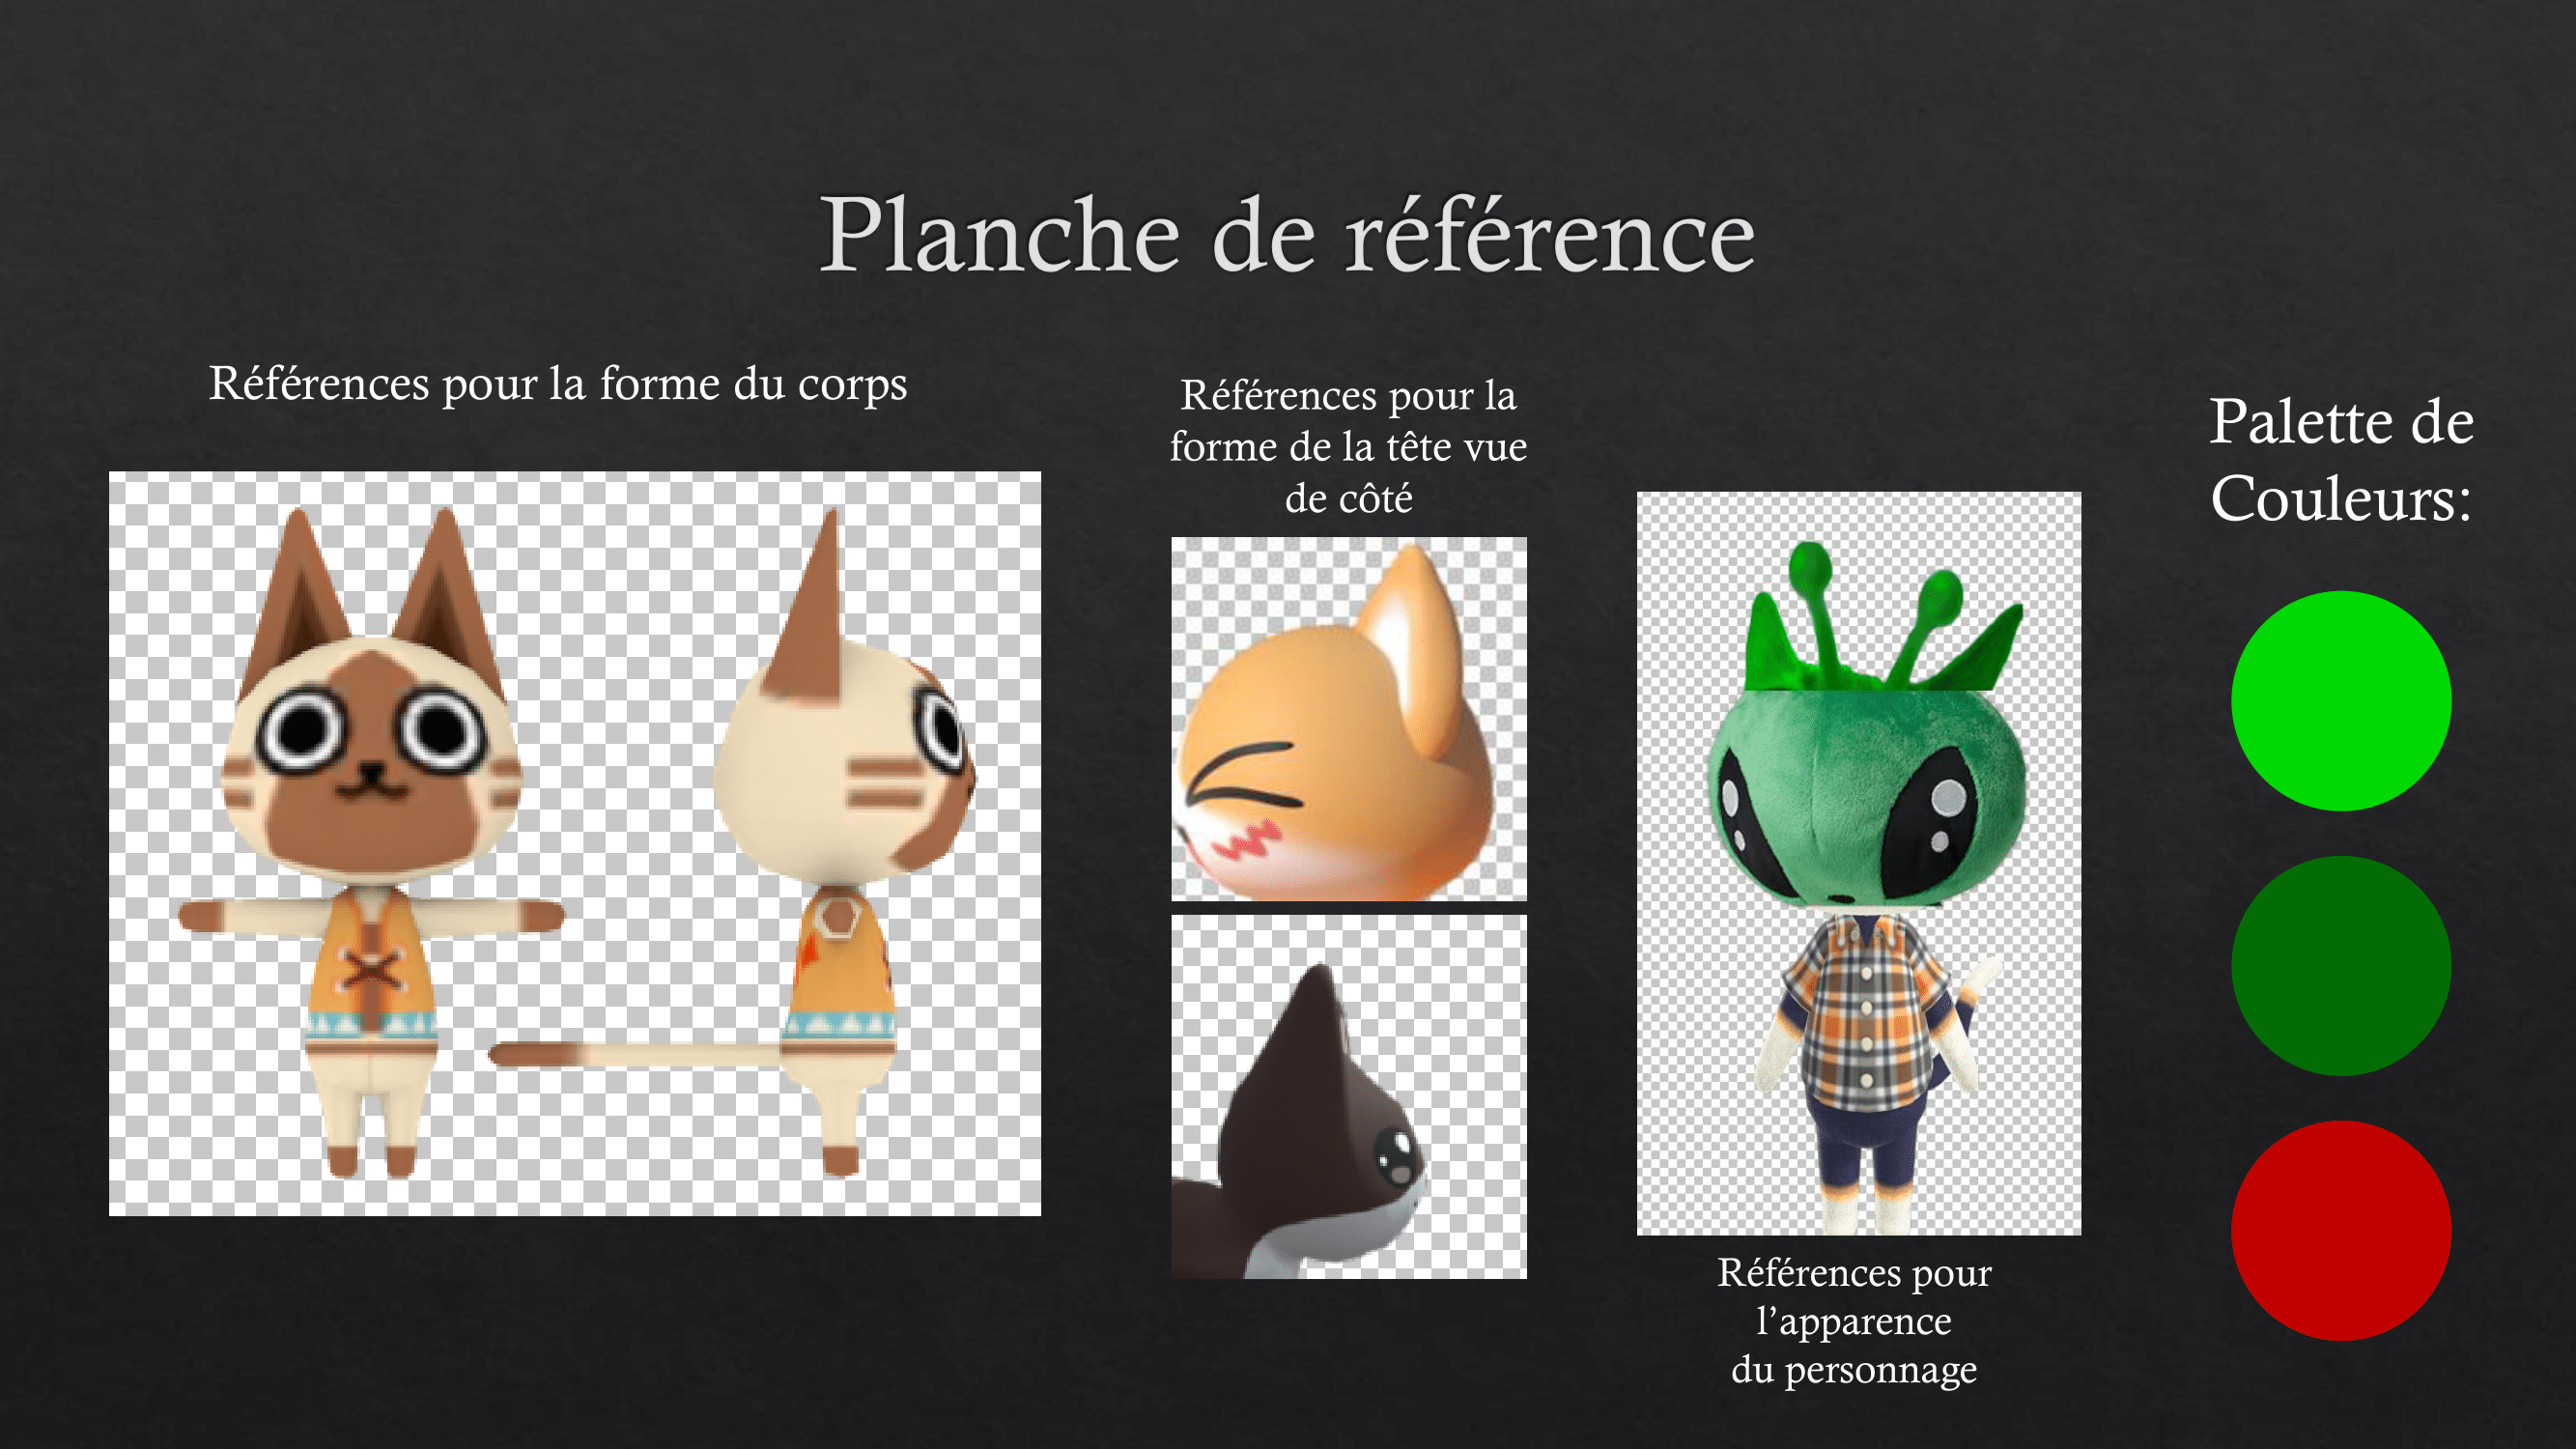 Planche de référence
Références pour la forme du corps
Références pour la
forme de la tête vue
de côté
Références pour
l’apparence
du personnage
Palette de
Couleurs: